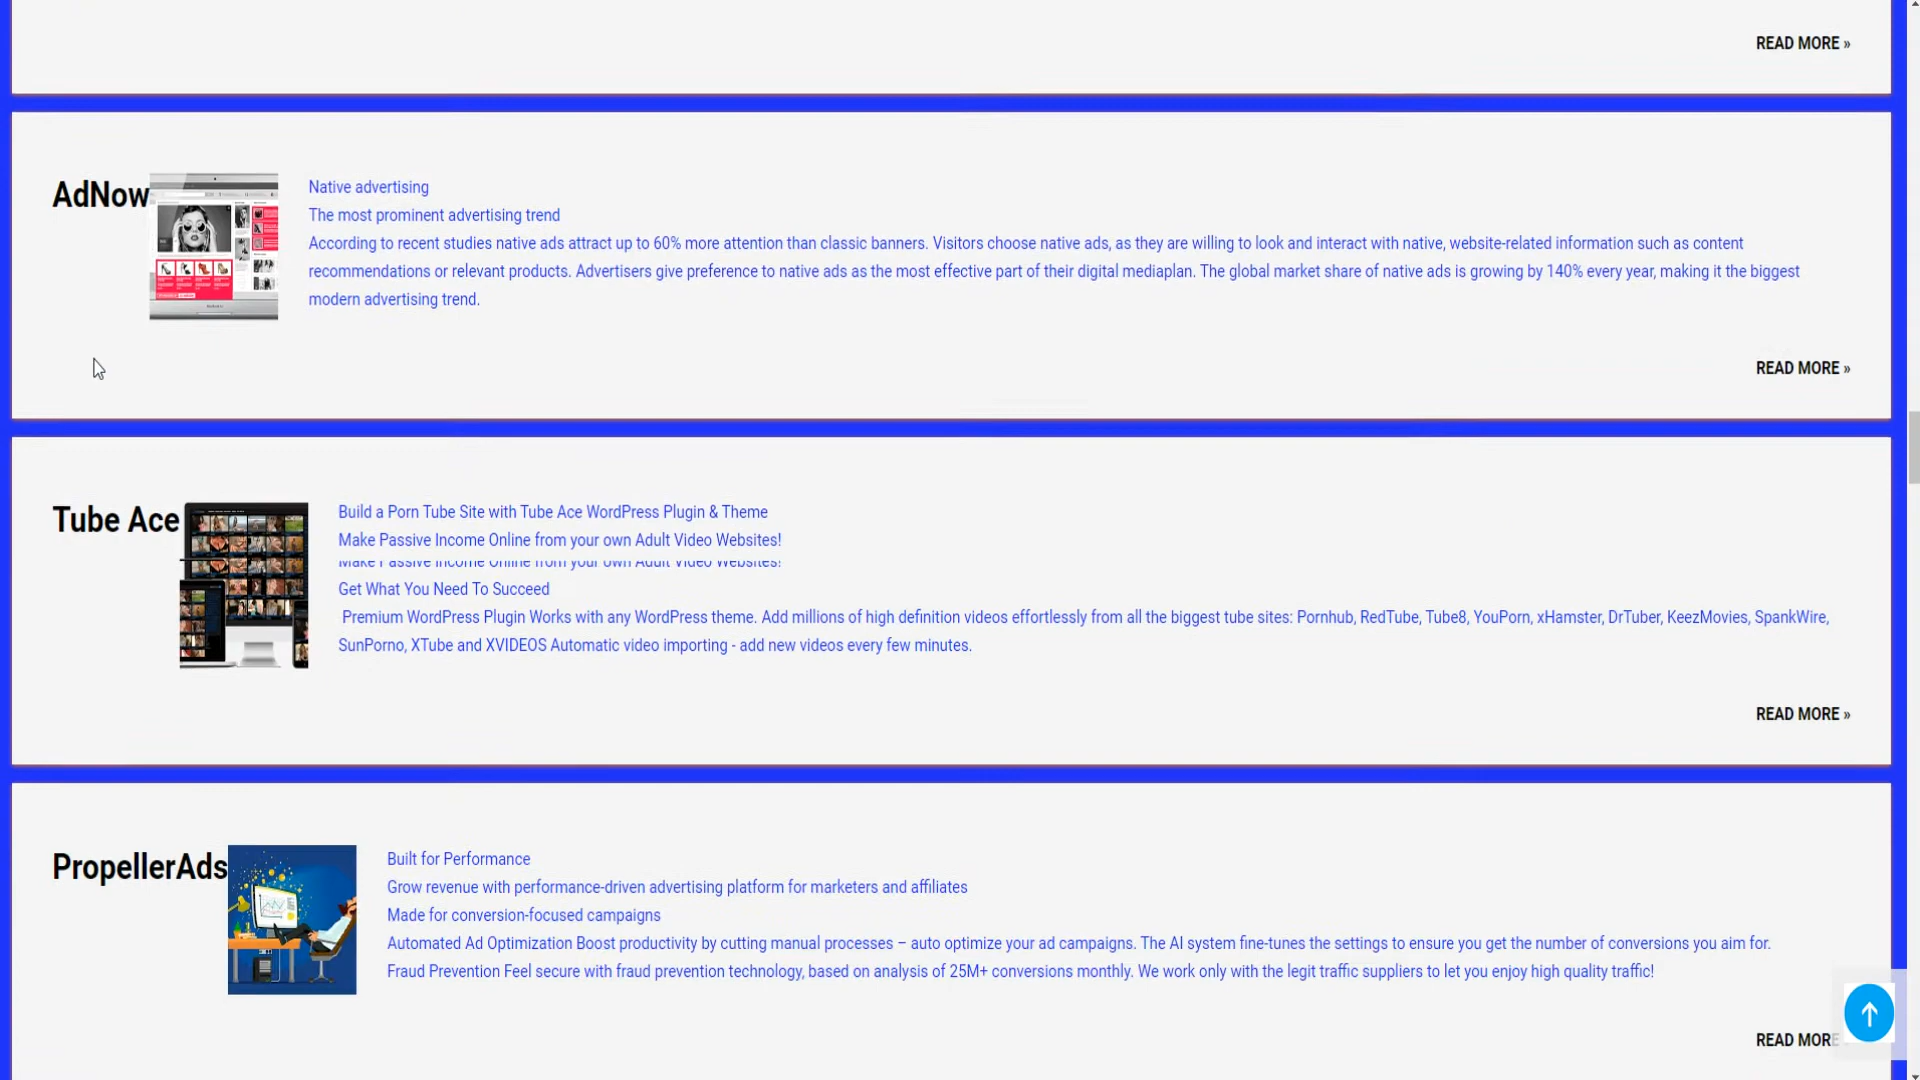 READ MORE »
AdNow
Native advertising
The most prominent advertising trend
According to recent studies native ads attract up to 60% more attention than classic banners. Visitors choose native ads, as they are willing to look and interact with native, website-related information such as content
recommendations or relevant products. Advertisers give preference to native ads as the most effective part of their digital mediaplan. The global market share of native ads is growing by 140% every year, making it the biggest
modern advertising trend.
READ MORE »
Tube Ace
Build a Porn Tube Site with Tube Ace WordPress Plugin & Theme
Make Passive Income Online from your own Adult Video Websites!
Make Passive Income Online from your own Adult Video Websites!
Get What You Need To Succeed
Premium WordPress Plugin Works with any WordPress theme. Add millions of high definition videos effortlessly from all the biggest tube sites: Pornhub, RedTube, Tube8, YouPorn, xHamster, DrTuber, KeezMovies, SpankWire,
SunPorno, XTube and XVIDEOS Automatic video importing - add new videos every few minutes.
READ MORE »
PropellerAds
Built for Performance
Grow revenue with performance-driven advertising platform for marketers and affiliates
Made for conversion-focused campaigns
Automated Ad Optimization Boost productivity by cutting manual processes – auto optimize your ad campaigns. The AI system fine-tunes the settings to ensure you get the number of conversions you aim for.
Fraud Prevention Feel secure with fraud prevention technology, based on analysis of 25M+ conversions monthly. We work only with the legit traffic suppliers to let you enjoy high quality traffic!
READ MORE